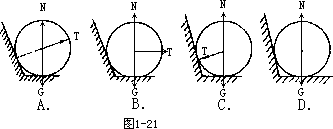 N N N N
T T T
G G G G
A. B. C. D.
图1-21